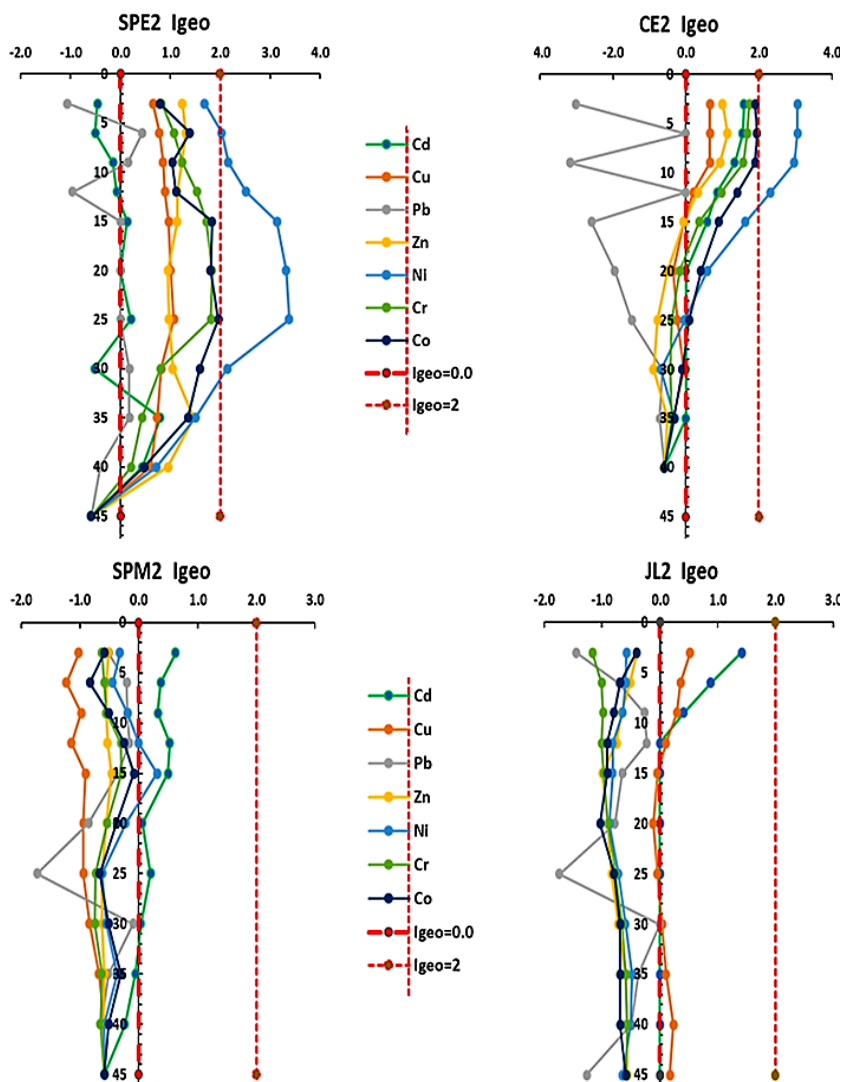 SPE2 Igeo
-1.0 0.0 1.0 2.0 3.0 4.0
0
5
10
15
20
25
30
35
40
45
Cd
Cu
Pb
Zn
Ni
Cr
Co
Igeo=0.0
Igeo=2
CE2 Igeo
4.0 2.0 0.0 2.0 4.0
0
5
10
15
20
25
30
35
40
45
SPM2 Igeo
-2.0 -1.0 0.0 1.0 2.0 3.0
0
5
10
15
20
25
30
35
40
45
Cd
Cu
Pb
Zn
Ni
Cr
Co
Igeo=0.0
Igeo=2
JL2 Igeo
-2.0 -1.0 0.0 1.0 2.0 3.0
0
5
10
15
20
25
30
35
40
45